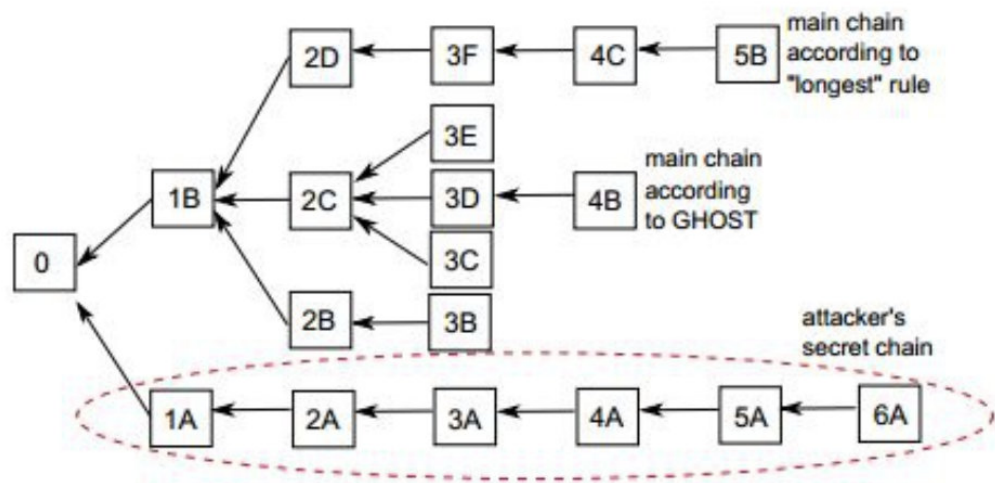 2D
3F
4C
5B
main chain
according to
"longest" rule
3E
1B
2C
3D
4B
main chain
according
to GHOST
0
3C
2B
3B
attacker's
secret chain
1A
2A
3A
4A
5A
6A